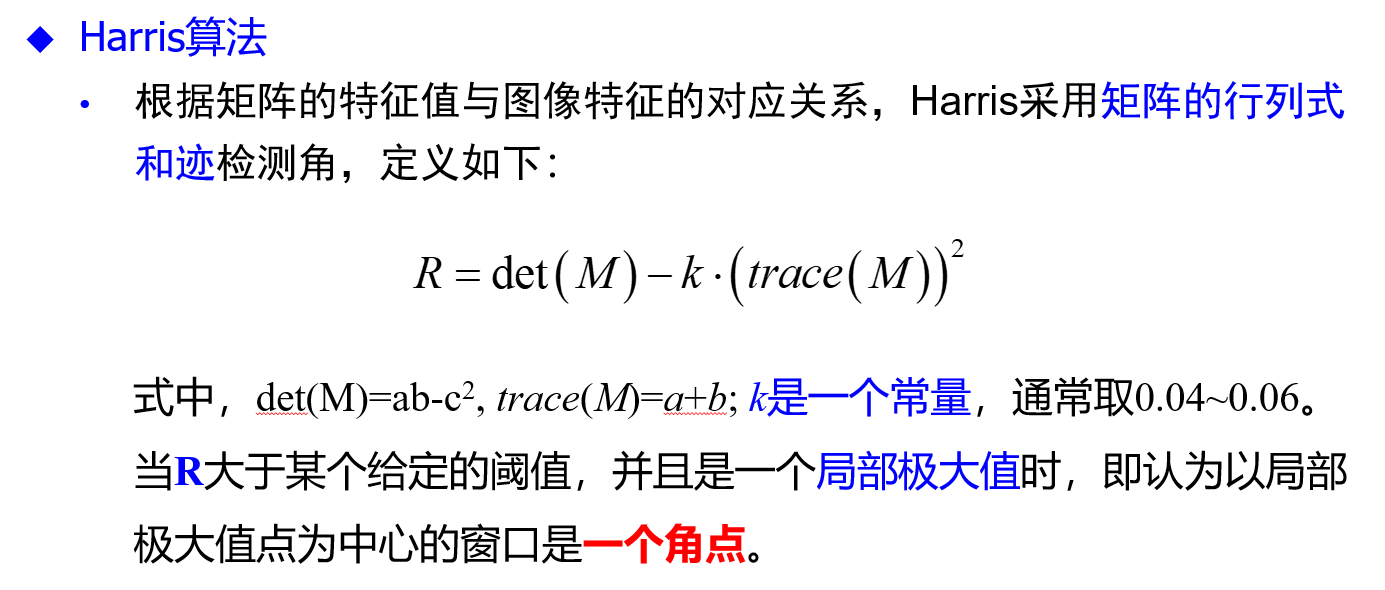 ◆ Harris算法
• 根据矩阵的特征值与图像特征的对应关系，Harris采用矩阵的行列式
和迹检测角，定义如下：
R = det(M) − k · (trace(M))²
式中，det(M)=ab-c², trace(M)=a+b; k是一个常量，通常取0.04~0.06。
当R大于某个给定的阈值，并且是一个局部极大值时，即认为以局部
极大值点为中心的窗口是一个角点。